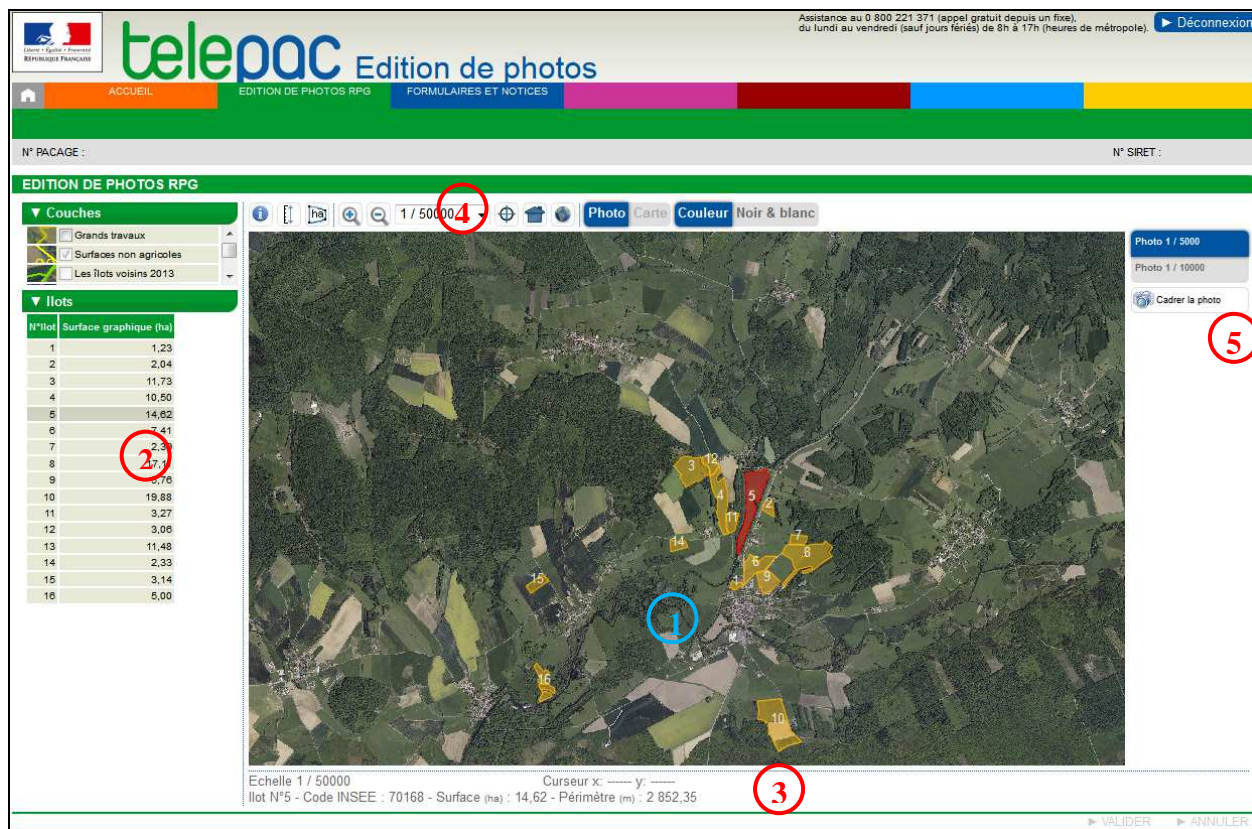 Assistance au 0 800 221 371 (appel gratuit depuis un fixe),
du lundi au vendredi (sauf jours fériés) de 8h à 17h (heures de métropole).
► Déconnexion
Liberté • Égalité • Fraternité
RÉPUBLIQUE FRANÇAISE
telepac Edition de photos
ACCUEIL EDITION DE PHOTOS RPG FORMULAIRES ET NOTICES
N° PACAGE : N° SIRET :
EDITION DE PHOTOS RPG
▼ Couches
Grands travaux
Surfaces non agricoles
Les îlots voisins 2013
▼ Ilots
N°Ilot Surface graphique (ha)
1 1,23
2 2,04
3 11,73
4 10,50
5 14,62
6 7,41
7
8
9
10 19,88
11 3,27
12 3,06
13 11,48
14 2,33
15 3,14
16 5,00
2
ha 1 / 50000 4 Photo Carte Couleur Noir & blanc
3 12 5
4 2
11
14 7
8
6
15 1 9
1
16
10
Photo 1 / 5000
Photo 1 / 10000
Cadrer la photo
5
Echelle 1 / 50000 Curseur x: ------ y: ------
Ilot N°5 - Code INSEE : 70168 - Surface (ha) : 14,62 - Périmètre (m) : 2 852,35
3
► VALIDER ► ANNULER